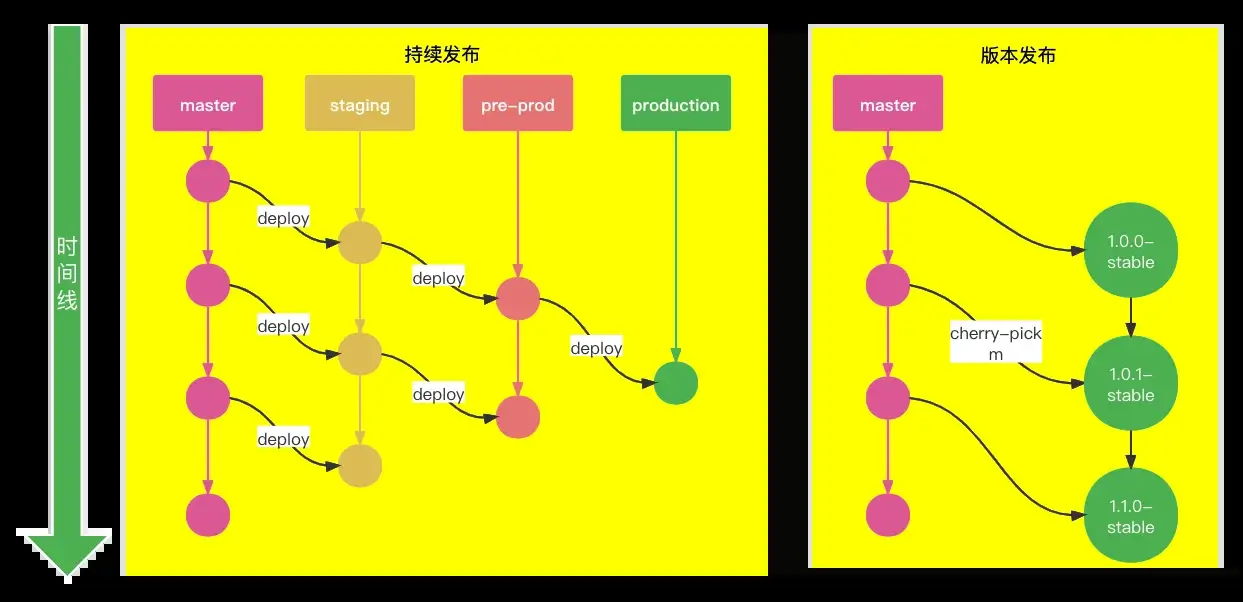 时
间
线
持续发布
master
staging
pre-prod
production
deploy
deploy
deploy
deploy
deploy
deploy
版本发布
master
1.0.0-
stable
cherry-pick
m
1.0.1-
stable
1.1.0-
stable